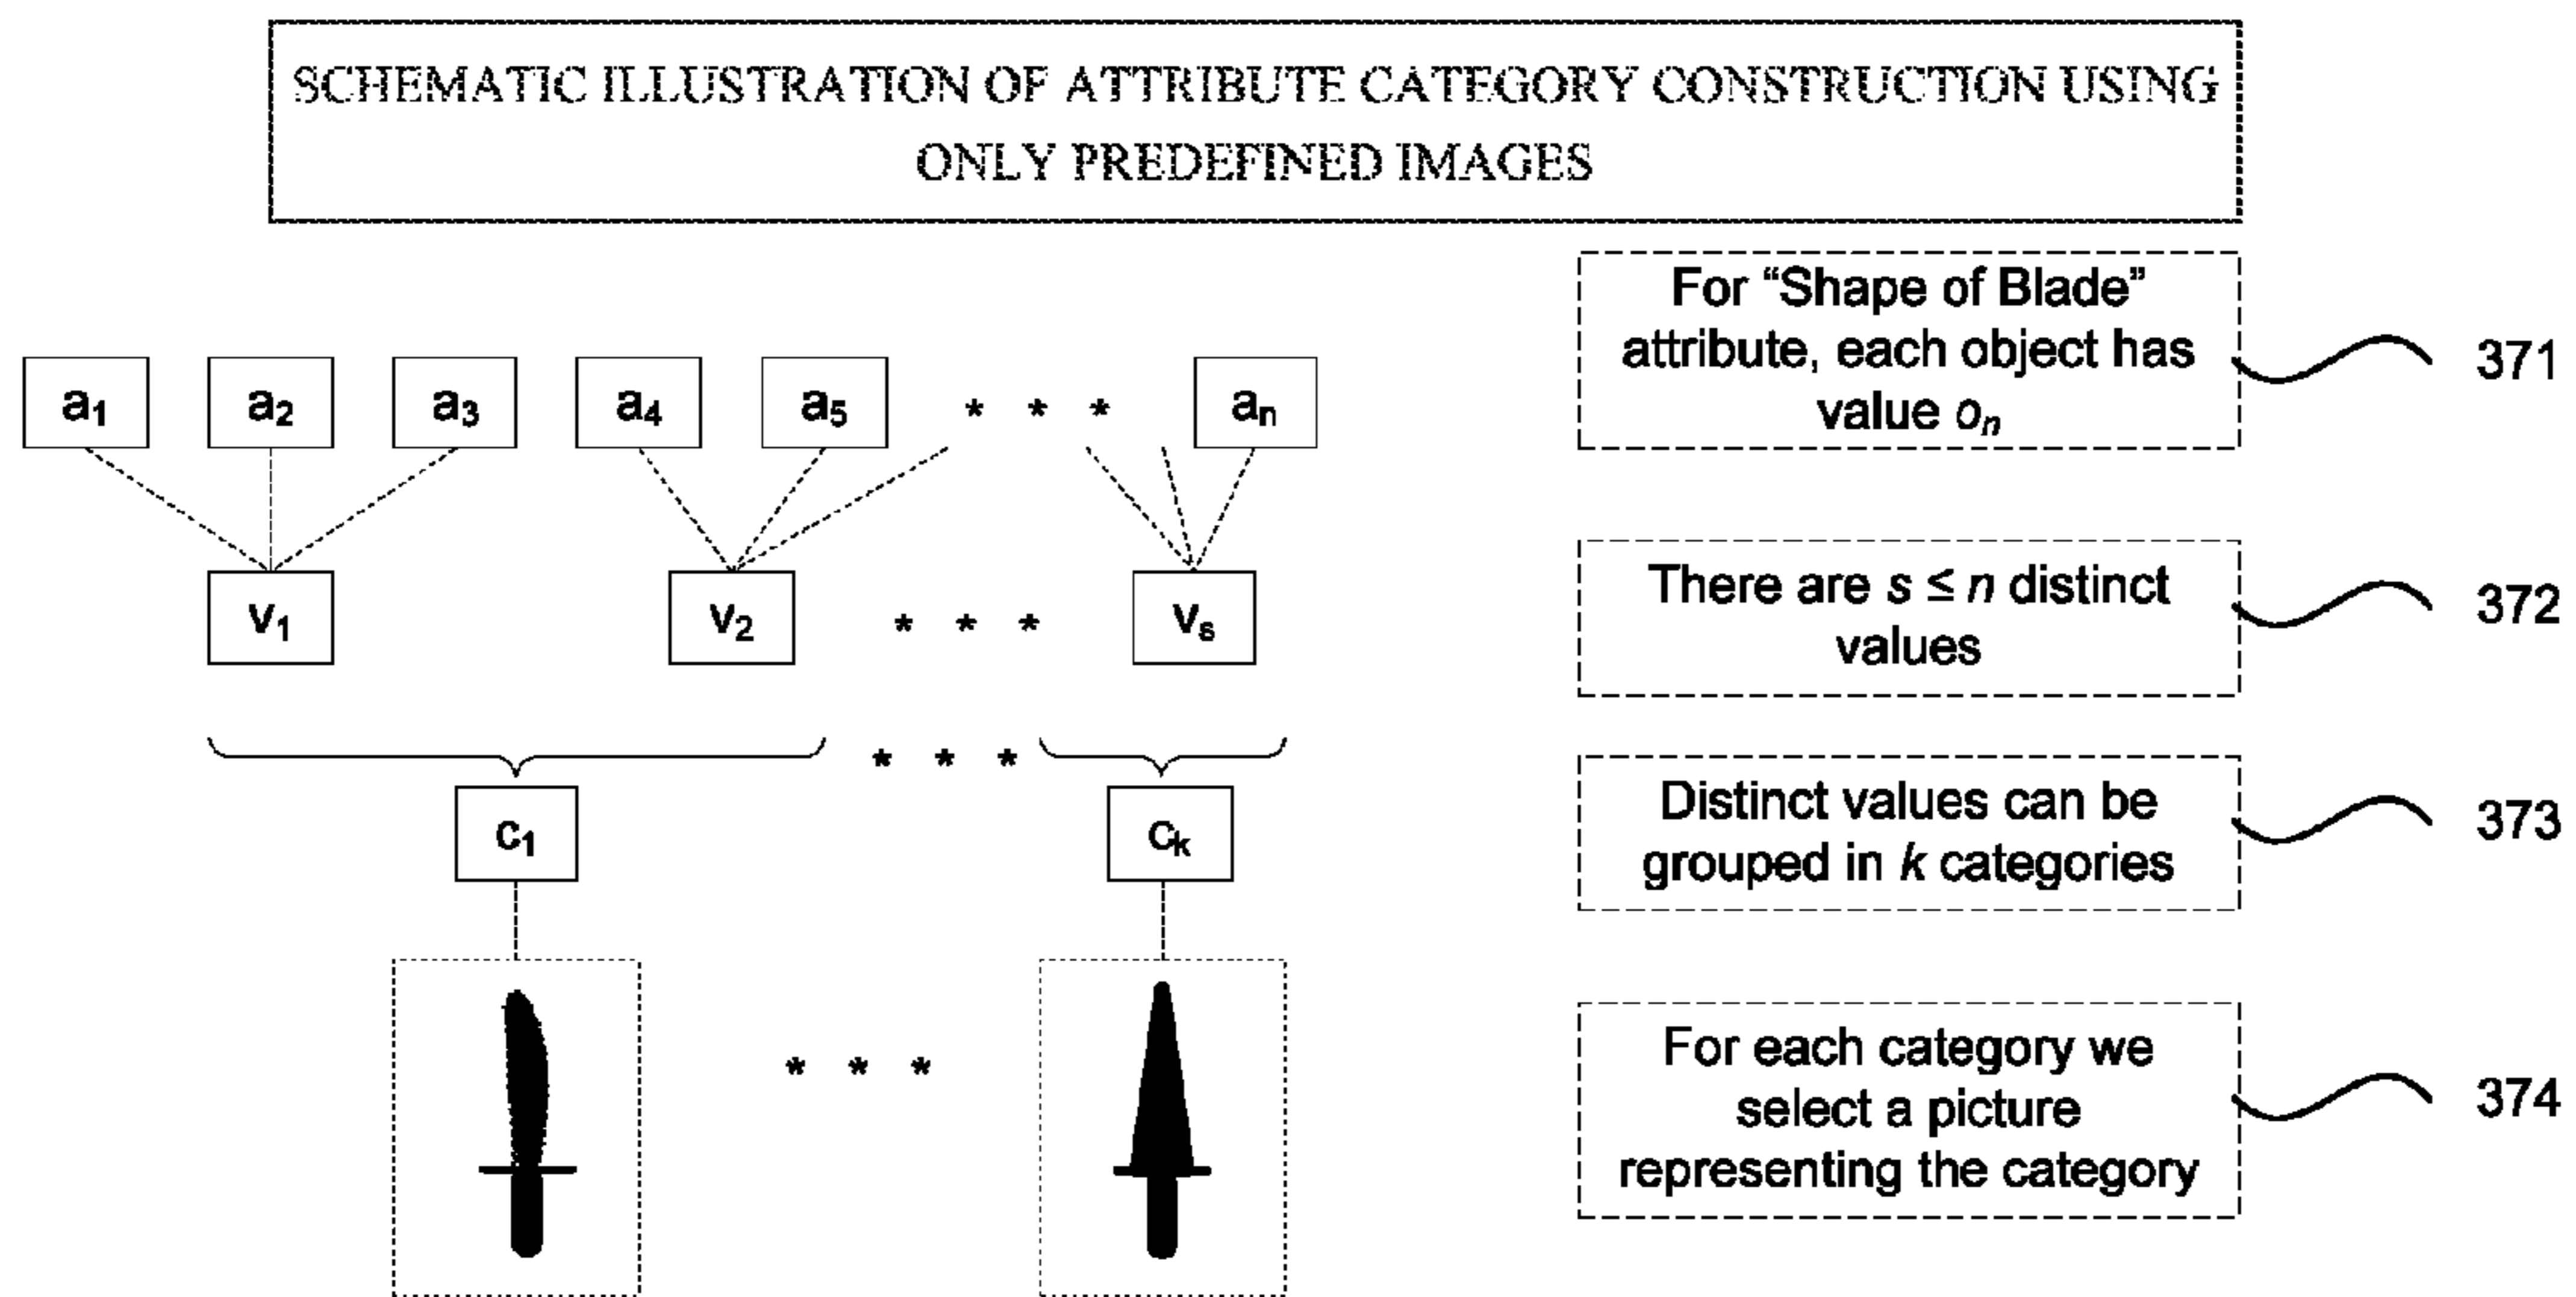 SCHEMATIC ILLUSTRATION OF ATTRIBUTE CATEGORY CONSTRUCTION USING
ONLY PREDEFINED IMAGES
For “Shape of Blade”
attribute, each object has
value oₙ
371
a₁ a₂ a₃ a₄ a₅ * * * aₙ
There are s ≤ n distinct
values
372
v₁ v₂ * * * vₛ
* * *
Distinct values can be
grouped in k categories
373
c₁ cₖ
For each category we
select a picture
representing the category
374
* * *